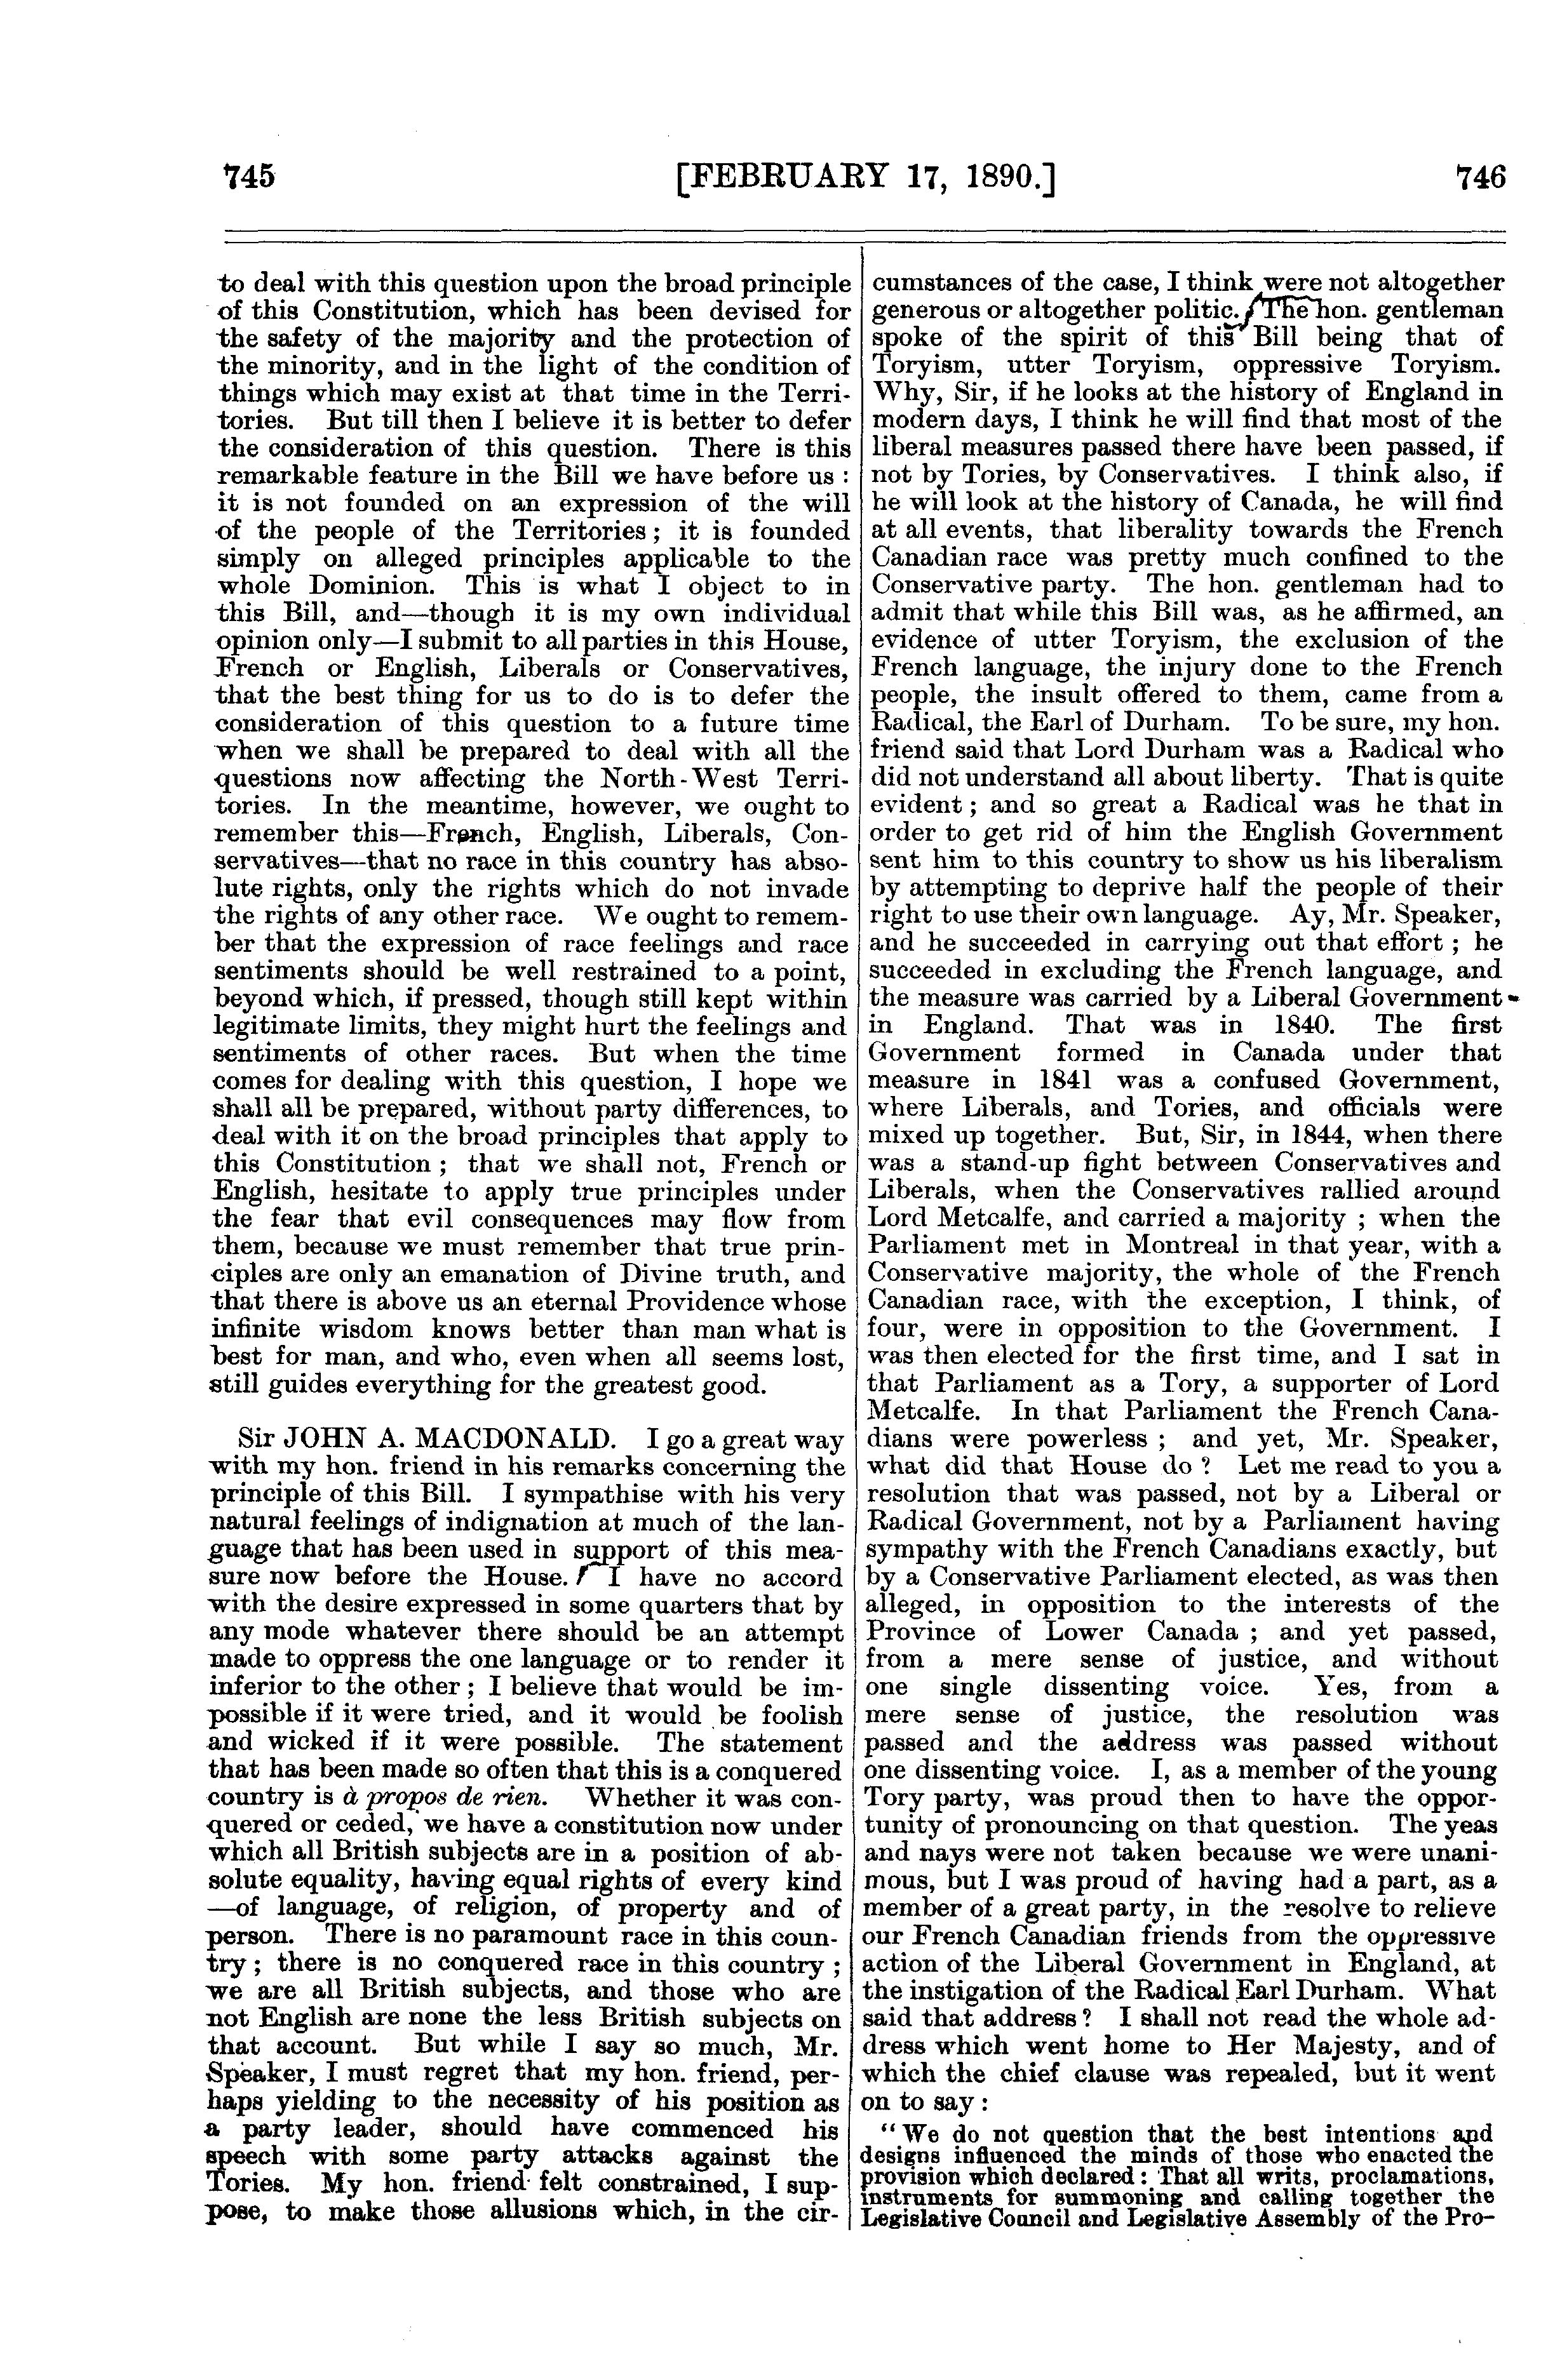 745 [FEBRUARY 17, 1890.] 746
to deal with this question upon the broad principle
of this Constitution, which has been devised for
the safety of the majority and the protection of
the minority, and in the light of the condition of
things which may exist at that time in the Terri-
tories. But till then I believe it is better to defer
the consideration of this question. There is this
remarkable feature in the Bill we have before us :
it is not founded on an expression of the will
of the people of the Territories ; it is founded
simply on alleged principles applicable to the
whole Dominion. This is what I object to in
this Bill, and—though it is my own individual
opinion only—I submit to all parties in this House,
French or English, Liberals or Conservatives,
that the best thing for us to do is to defer the
consideration of this question to a future time
when we shall be prepared to deal with all the
questions now affecting the North-West Terri-
tories. In the meantime, however, we ought to
remember this—French, English, Liberals, Con-
servatives—that no race in this country has abso-
lute rights, only the rights which do not invade
the rights of any other race. We ought to remem-
ber that the expression of race feelings and race
sentiments should be well restrained to a point,
beyond which, if pressed, though still kept within
legitimate limits, they might hurt the feelings and
sentiments of other races. But when the time
comes for dealing with this question, I hope we
shall all be prepared, without party differences, to
deal with it on the broad principles that apply to
this Constitution ; that we shall not, French or
English, hesitate to apply true principles under
the fear that evil consequences may flow from
them, because we must remember that true prin-
ciples are only an emanation of Divine truth, and
that there is above us an eternal Providence whose
infinite wisdom knows better than man what is
best for man, and who, even when all seems lost,
still guides everything for the greatest good.
Sir JOHN A. MACDONALD. I go a great way
with my hon. friend in his remarks concerning the
principle of this Bill. I sympathise with his very
natural feelings of indignation at much of the lan-
guage that has been used in support of this mea-
sure now before the House. I have no accord
with the desire expressed in some quarters that by
any mode whatever there should be an attempt
made to oppress the one language or to render it
inferior to the other ; I believe that would be im-
possible if it were tried, and it would be foolish
and wicked if it were possible. The statement
that has been made so often that this is a conquered
country is à propos de rien. Whether it was con-
quered or ceded, we have a constitution now under
which all British subjects are in a position of ab-
solute equality, having equal rights of every kind
—of language, of religion, of property and of
person. There is no paramount race in this coun-
try ; there is no conquered race in this country ;
we are all British subjects, and those who are
not English are none the less British subjects on
that account. But while I say so much, Mr.
Speaker, I must regret that my hon. friend, per-
haps yielding to the necessity of his position as
a party leader, should have commenced his
speech with some party attacks against the
Tories. My hon. friend felt constrained, I sup-
pose, to make those allusions which, in the cir-
cumstances of the case, I think were not altogether
generous or altogether politic. The hon. gentleman
spoke of the spirit of this Bill being that of
Toryism, utter Toryism, oppressive Toryism.
Why, Sir, if he looks at the history of England in
modern days, I think he will find that most of the
liberal measures passed there have been passed, if
not by Tories, by Conservatives. I think also, if
he will look at the history of Canada, he will find
at all events, that liberality towards the French
Canadian race was pretty much confined to the
Conservative party. The hon. gentleman had to
admit that while this Bill was, as he affirmed, an
evidence of utter Toryism, the exclusion of the
French language, the injury done to the French
people, the insult offered to them, came from a
Radical, the Earl of Durham. To be sure, my hon.
friend said that Lord Durham was a Radical who
did not understand all about liberty. That is quite
evident ; and so great a Radical was he that in
order to get rid of him the English Government
sent him to this country to show us his liberalism
by attempting to deprive half the people of their
right to use their own language. Ay, Mr. Speaker,
and he succeeded in carrying out that effort ; he
succeeded in excluding the French language, and
the measure was carried by a Liberal Government
in England. That was in 1840. The first
Government formed in Canada under that
measure in 1841 was a confused Government,
where Liberals, and Tories, and officials were
mixed up together. But, Sir, in 1844, when there
was a stand-up fight between Conservatives and
Liberals, when the Conservatives rallied around
Lord Metcalfe, and carried a majority ; when the
Parliament met in Montreal in that year, with a
Conservative majority, the whole of the French
Canadian race, with the exception, I think, of
four, were in opposition to the Government. I
was then elected for the first time, and I sat in
that Parliament as a Tory, a supporter of Lord
Metcalfe. In that Parliament the French Cana-
dians were powerless ; and yet, Mr. Speaker,
what did that House do ? Let me read to you a
resolution that was passed, not by a Liberal or
Radical Government, not by a Parliament having
sympathy with the French Canadians exactly, but
by a Conservative Parliament elected, as was then
alleged, in opposition to the interests of the
Province of Lower Canada ; and yet passed,
from a mere sense of justice, and without
one single dissenting voice. Yes, from a
mere sense of justice, the resolution was
passed and the address was passed without
one dissenting voice. I, as a member of the young
Tory party, was proud then to have the oppor-
tunity of pronouncing on that question. The yeas
and nays were not taken because we were unani-
mous, but I was proud of having had a part, as a
member of a great party, in the resolve to relieve
our French Canadian friends from the oppressive
action of the Liberal Government in England, at
the instigation of the Radical Earl Durham. What
said that address ? I shall not read the whole ad-
dress which went home to Her Majesty, and of
which the chief clause was repealed, but it went
on to say :
"We do not question that the best intentions and
designs influenced the minds of those who enacted the
provision which declared : That all writs, proclamations,
instruments for summoning and calling together the
Legislative Council and Legislative Assembly of the Pro-